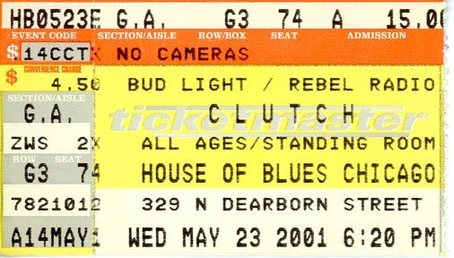 HB0523E G.A. G3 74 A 15.00
EVENT CODE SECTION/AISLE ROW/BOX SEAT ADMISSION
$ 14CCTX NO CAMERAS
$ CONVENIENCE CHARGE
4.50 BUD LIGHT / REBEL RADIO
SECTION/AISLE
G.A. CLUTCH
ticketmaster
ZWS 2X ALL AGES/STANDING ROOM
ROW SEAT
G3 74 HOUSE OF BLUES CHICAGO
7821012 329 N DEARBORN STREET
A14MAY1 WED MAY 23 2001 6:20 PM